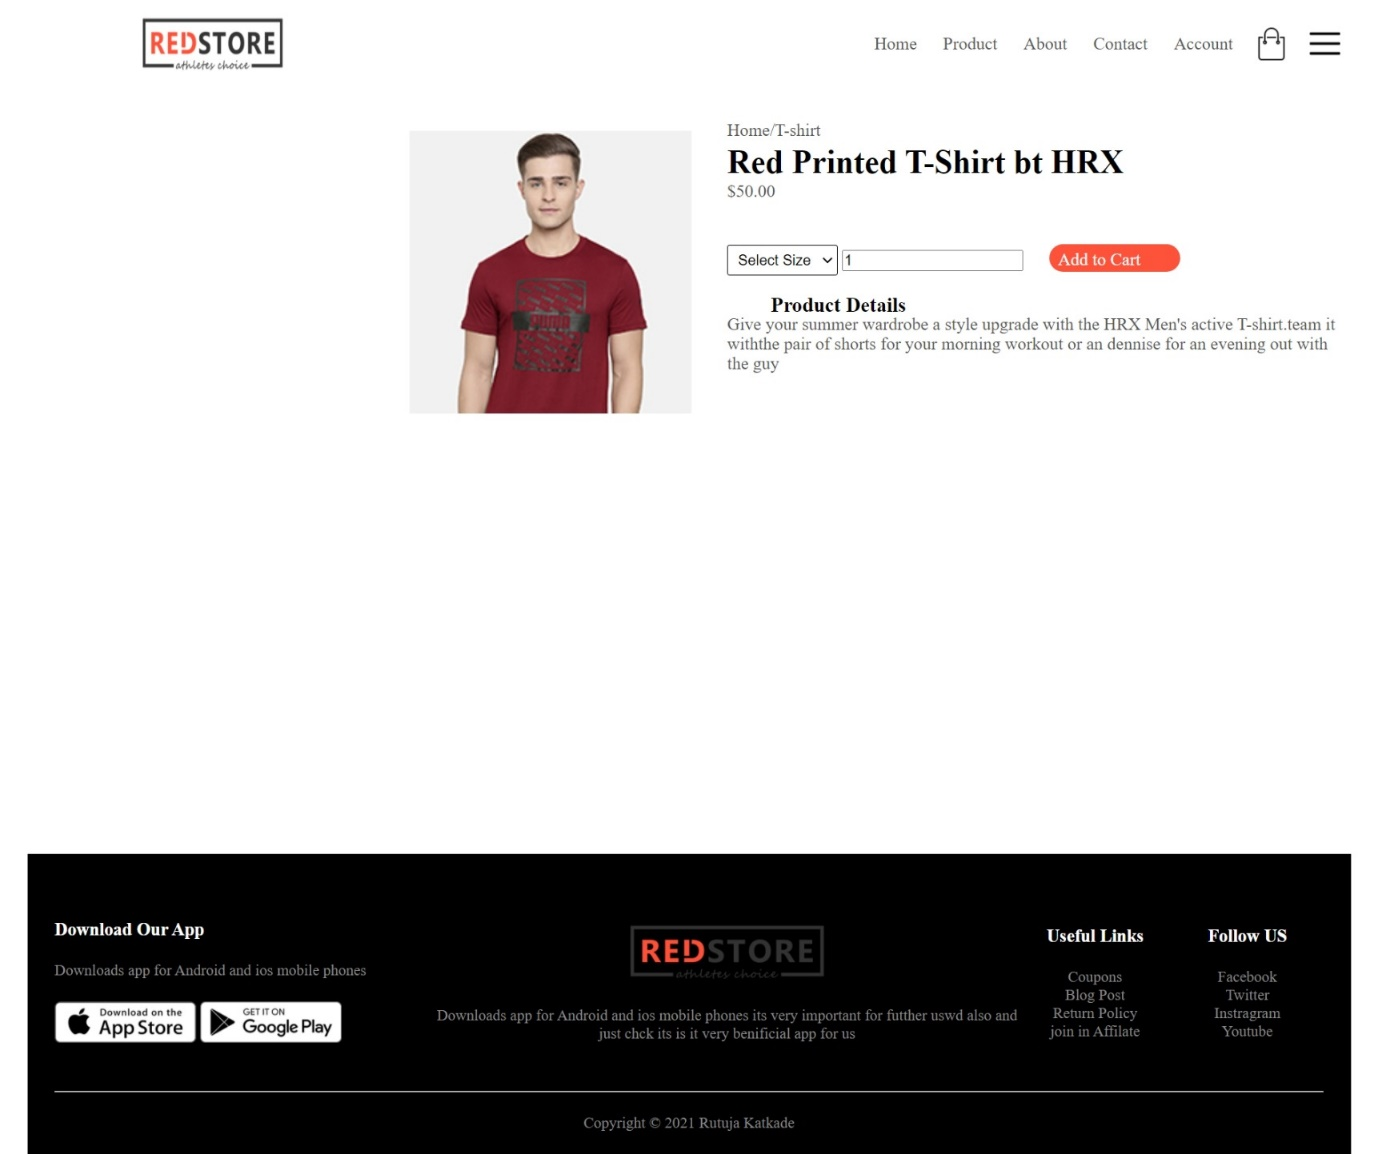 REDSTORE
athletes choice
Home Product About Contact Account
Home/T-shirt
Red Printed T-Shirt bt HRX
$50.00
Select Size 1 Add to Cart
Product Details
Give your summer wardrobe a style upgrade with the HRX Men's active T-shirt.team it
withthe pair of shorts for your morning workout or an dennise for an evening out with
the guy
Download Our App
Downloads app for Android and ios mobile phones
Download on the
App Store
GET IT ON
Google Play
REDSTORE
athletes choice
Downloads app for Android and ios mobile phones its very important for futther uswd also and
just chck its is it very benificial app for us
Useful Links
Coupons
Blog Post
Return Policy
join in Affilate
Follow US
Facebook
Twitter
Instragram
Youtube
Copyright © 2021 Rutuja Katkade